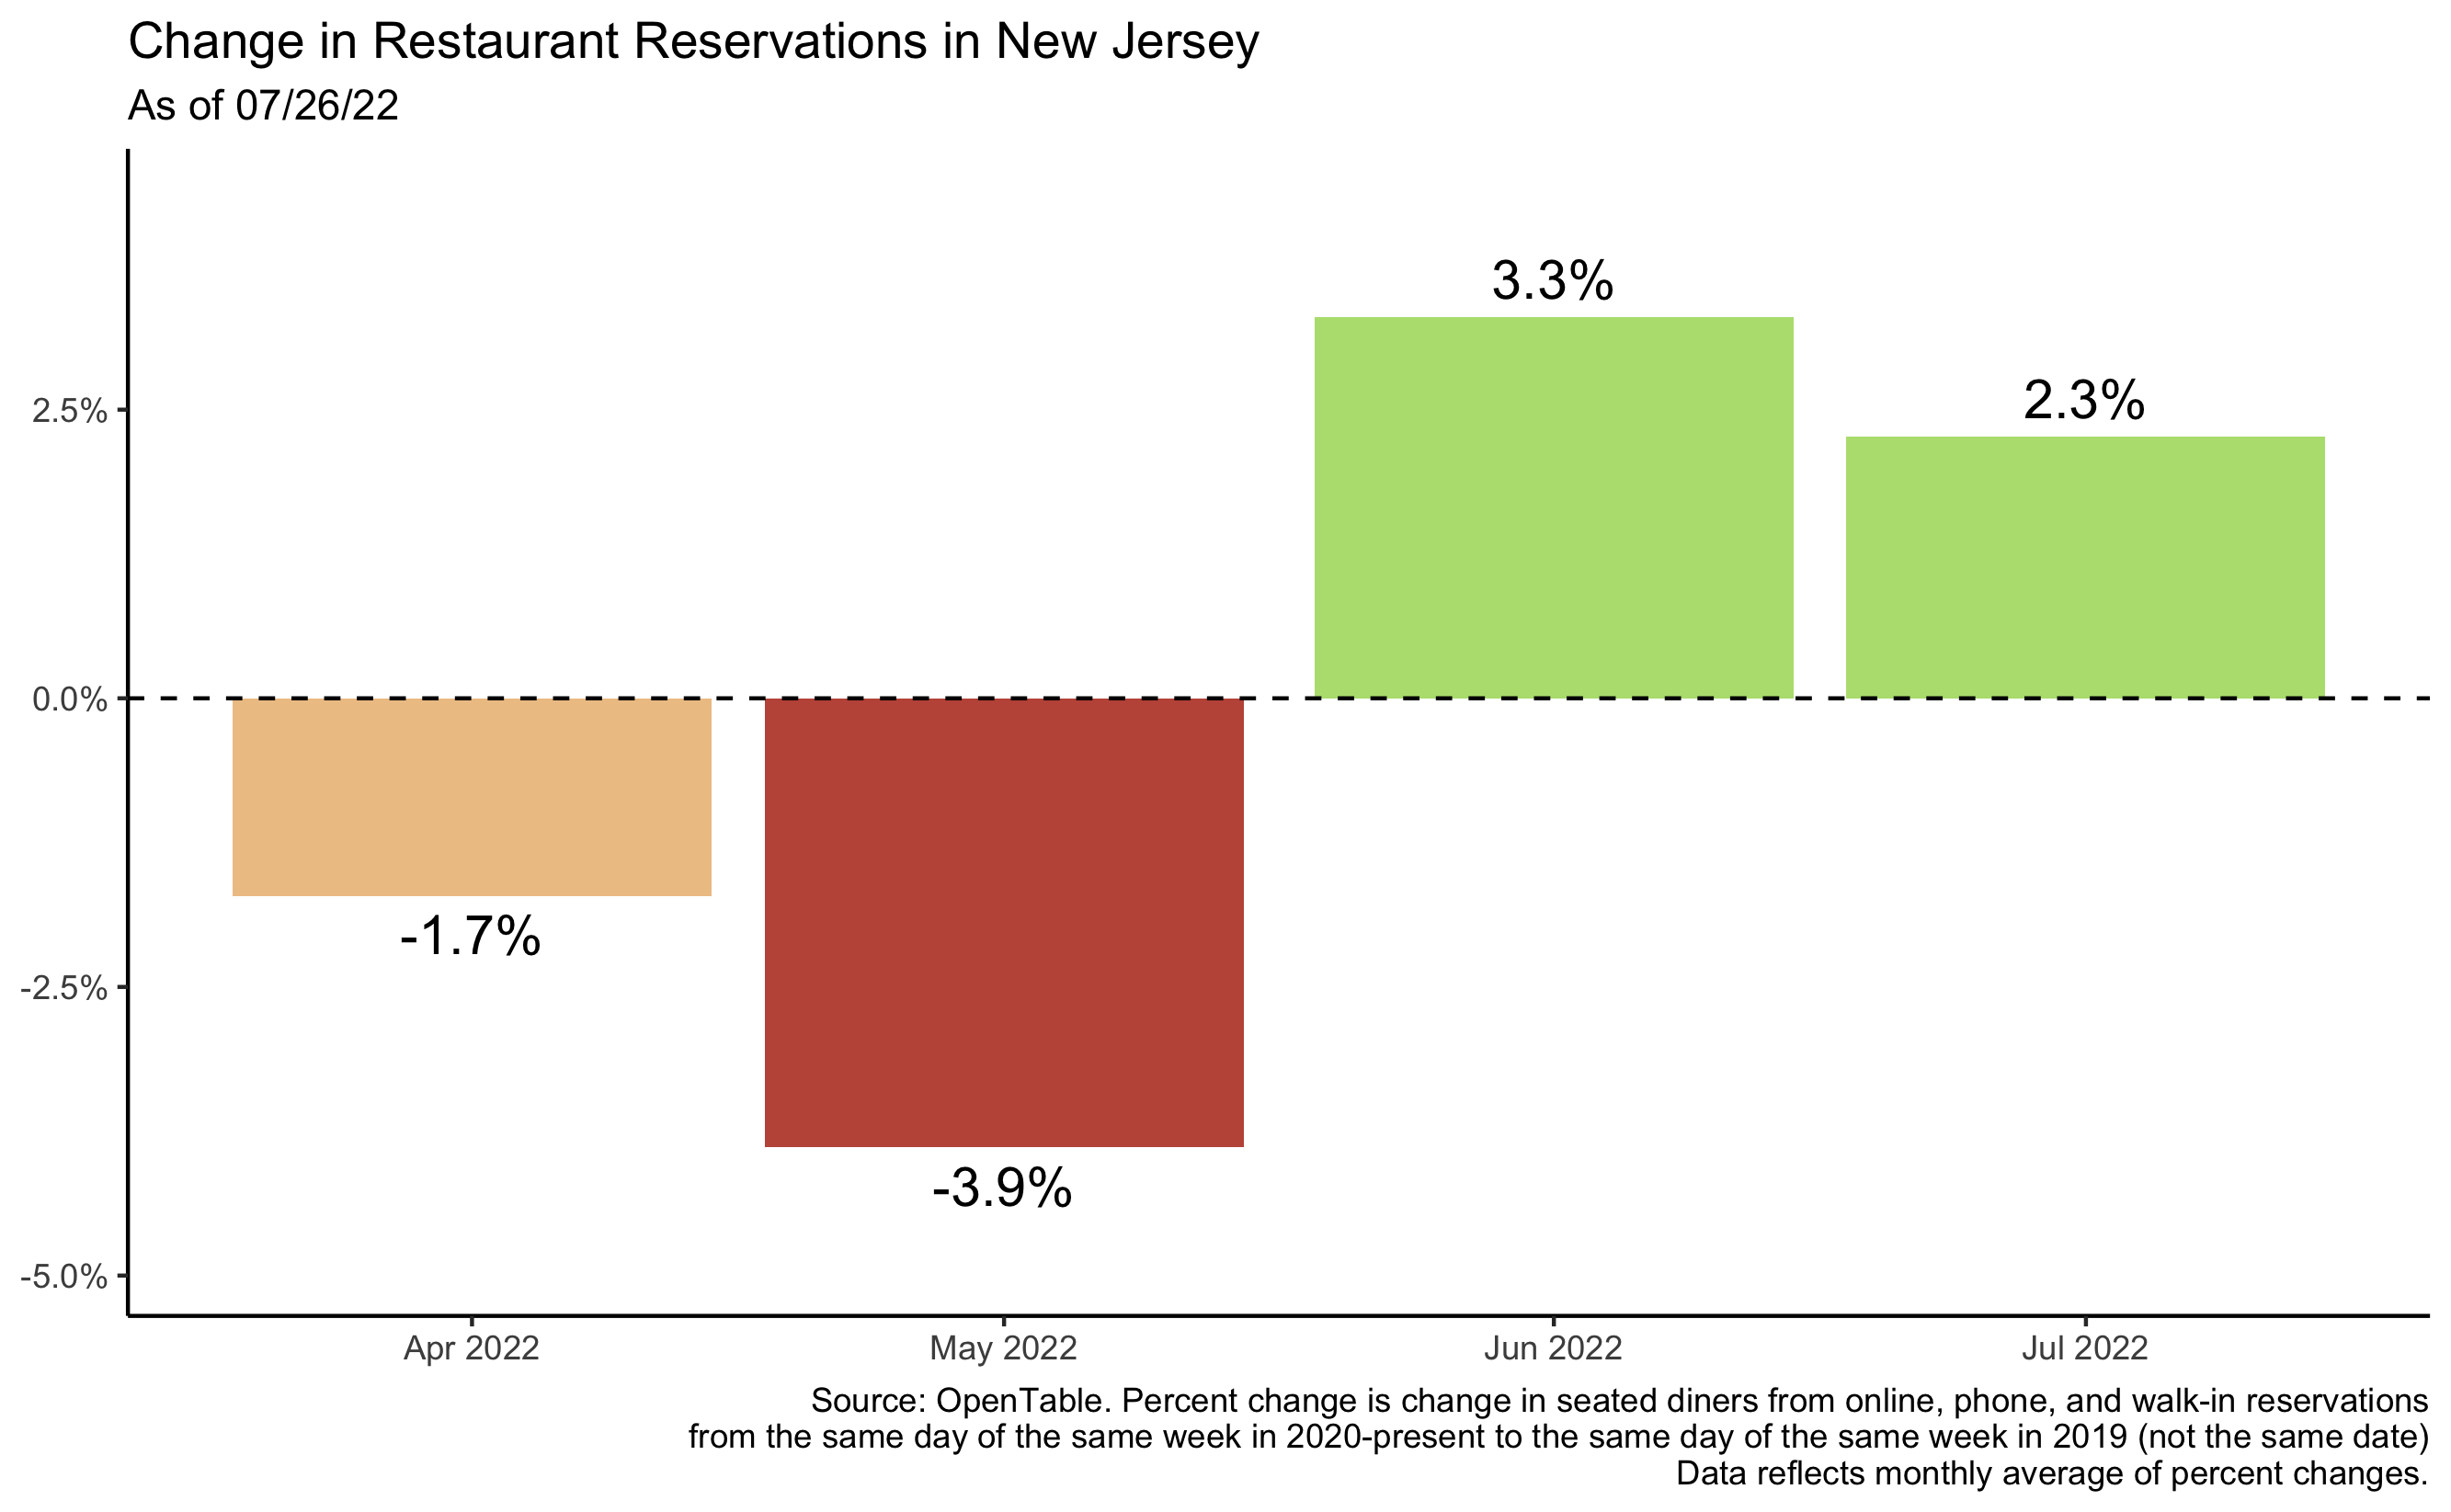 Change in Restaurant Reservations in New Jersey
As of 07/26/22
3.3%
2.3%
2.5%
0.0%
-1.7%
-2.5%
-3.9%
-5.0%
Apr 2022
May 2022
Jun 2022
Jul 2022
Source: OpenTable. Percent change is change in seated diners from online, phone, and walk-in reservations
from the same day of the same week in 2020-present to the same day of the same week in 2019 (not the same date)
Data reflects monthly average of percent changes.